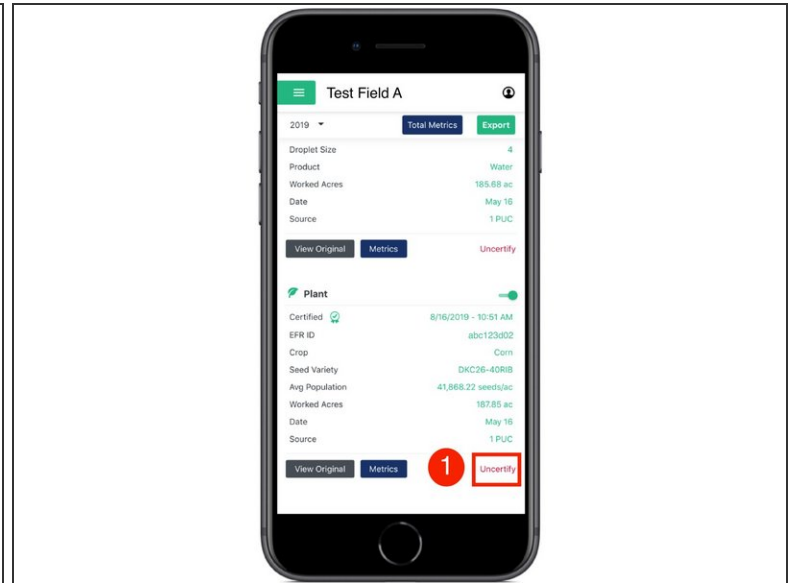 Test Field A
2019 Total Metrics Export
Droplet Size 4
Product Water
Worked Acres 185.68 ac
Date May 16
Source 1 PUC
View Original Metrics Uncertify
Plant
Certified 8/16/2019 - 10:51 AM
EFR ID abc123d02
Crop Corn
Seed Variety DKC26-40RIB
Avg Population 41,868.22 seeds/ac
Worked Acres 187.85 ac
Date May 16
Source 1 PUC
View Original Metrics 1 Uncertify